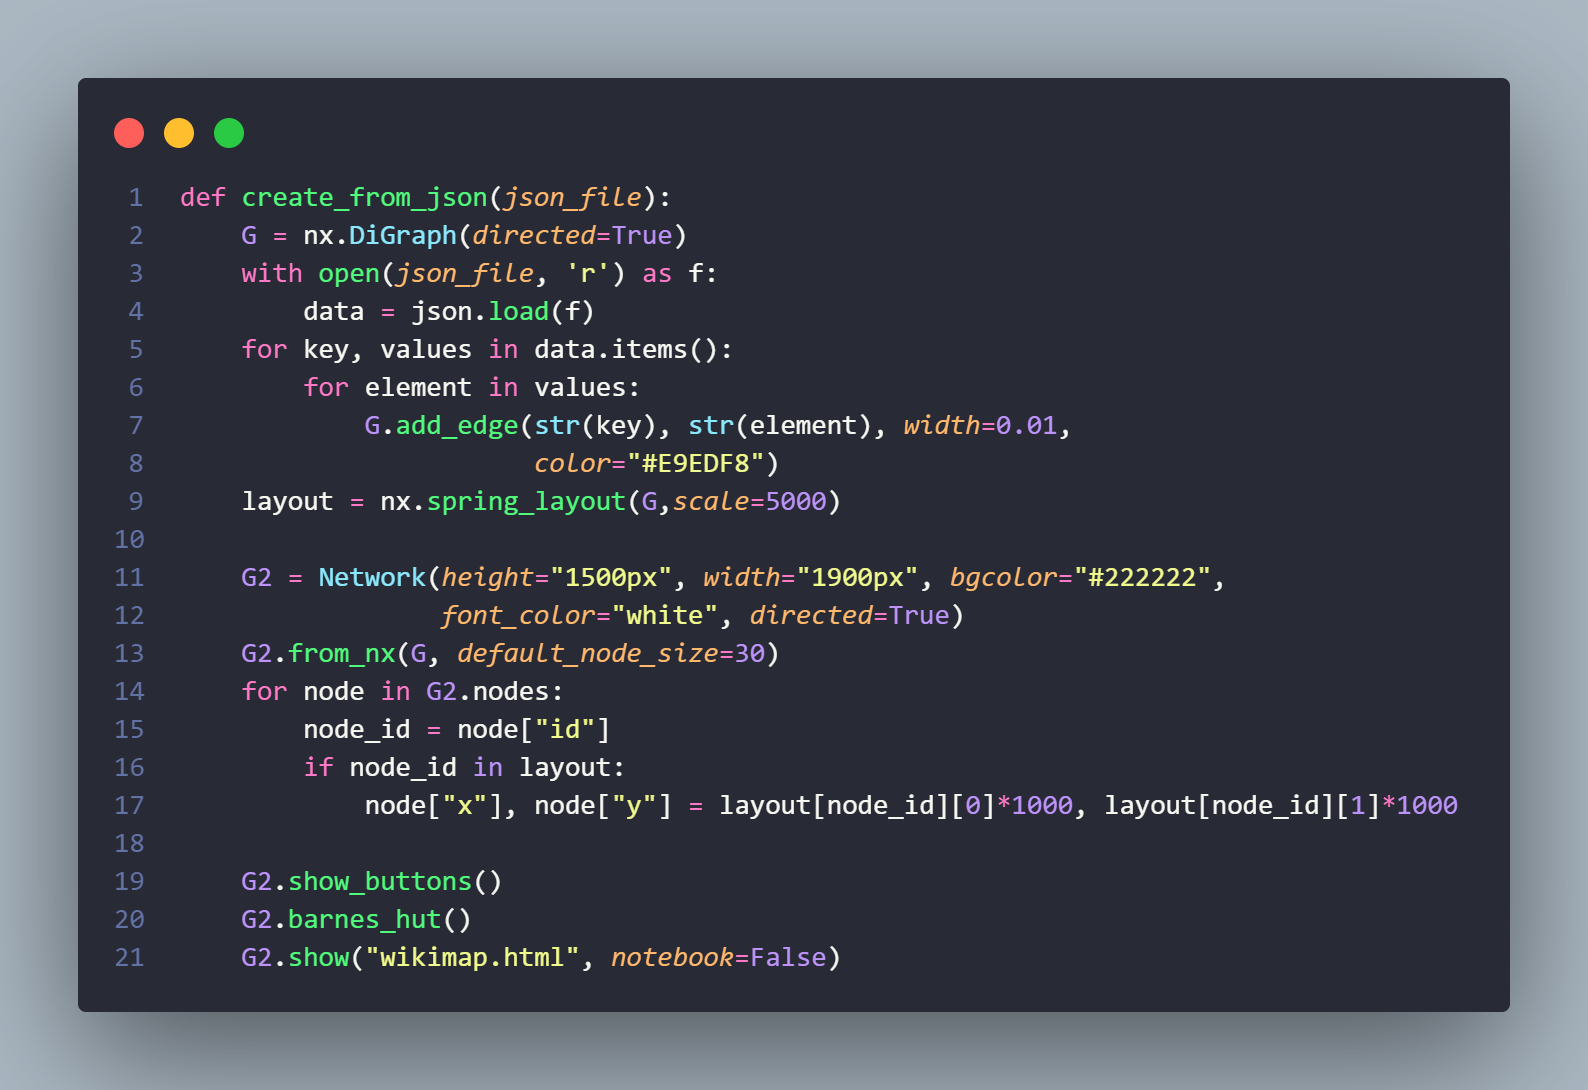 1 def create_from_json(json_file):
2     G = nx.DiGraph(directed=True)
3     with open(json_file, 'r') as f:
4         data = json.load(f)
5     for key, values in data.items():
6         for element in values:
7             G.add_edge(str(key), str(element), width=0.01,
8                        color="#E9EDF8")
9     layout = nx.spring_layout(G,scale=5000)
10
11     G2 = Network(height="1500px", width="1900px", bgcolor="#222222",
12                  font_color="white", directed=True)
13     G2.from_nx(G, default_node_size=30)
14     for node in G2.nodes:
15         node_id = node["id"]
16         if node_id in layout:
17             node["x"], node["y"] = layout[node_id][0]*1000, layout[node_id][1]*1000
18
19     G2.show_buttons()
20     G2.barnes_hut()
21     G2.show("wikimap.html", notebook=False)